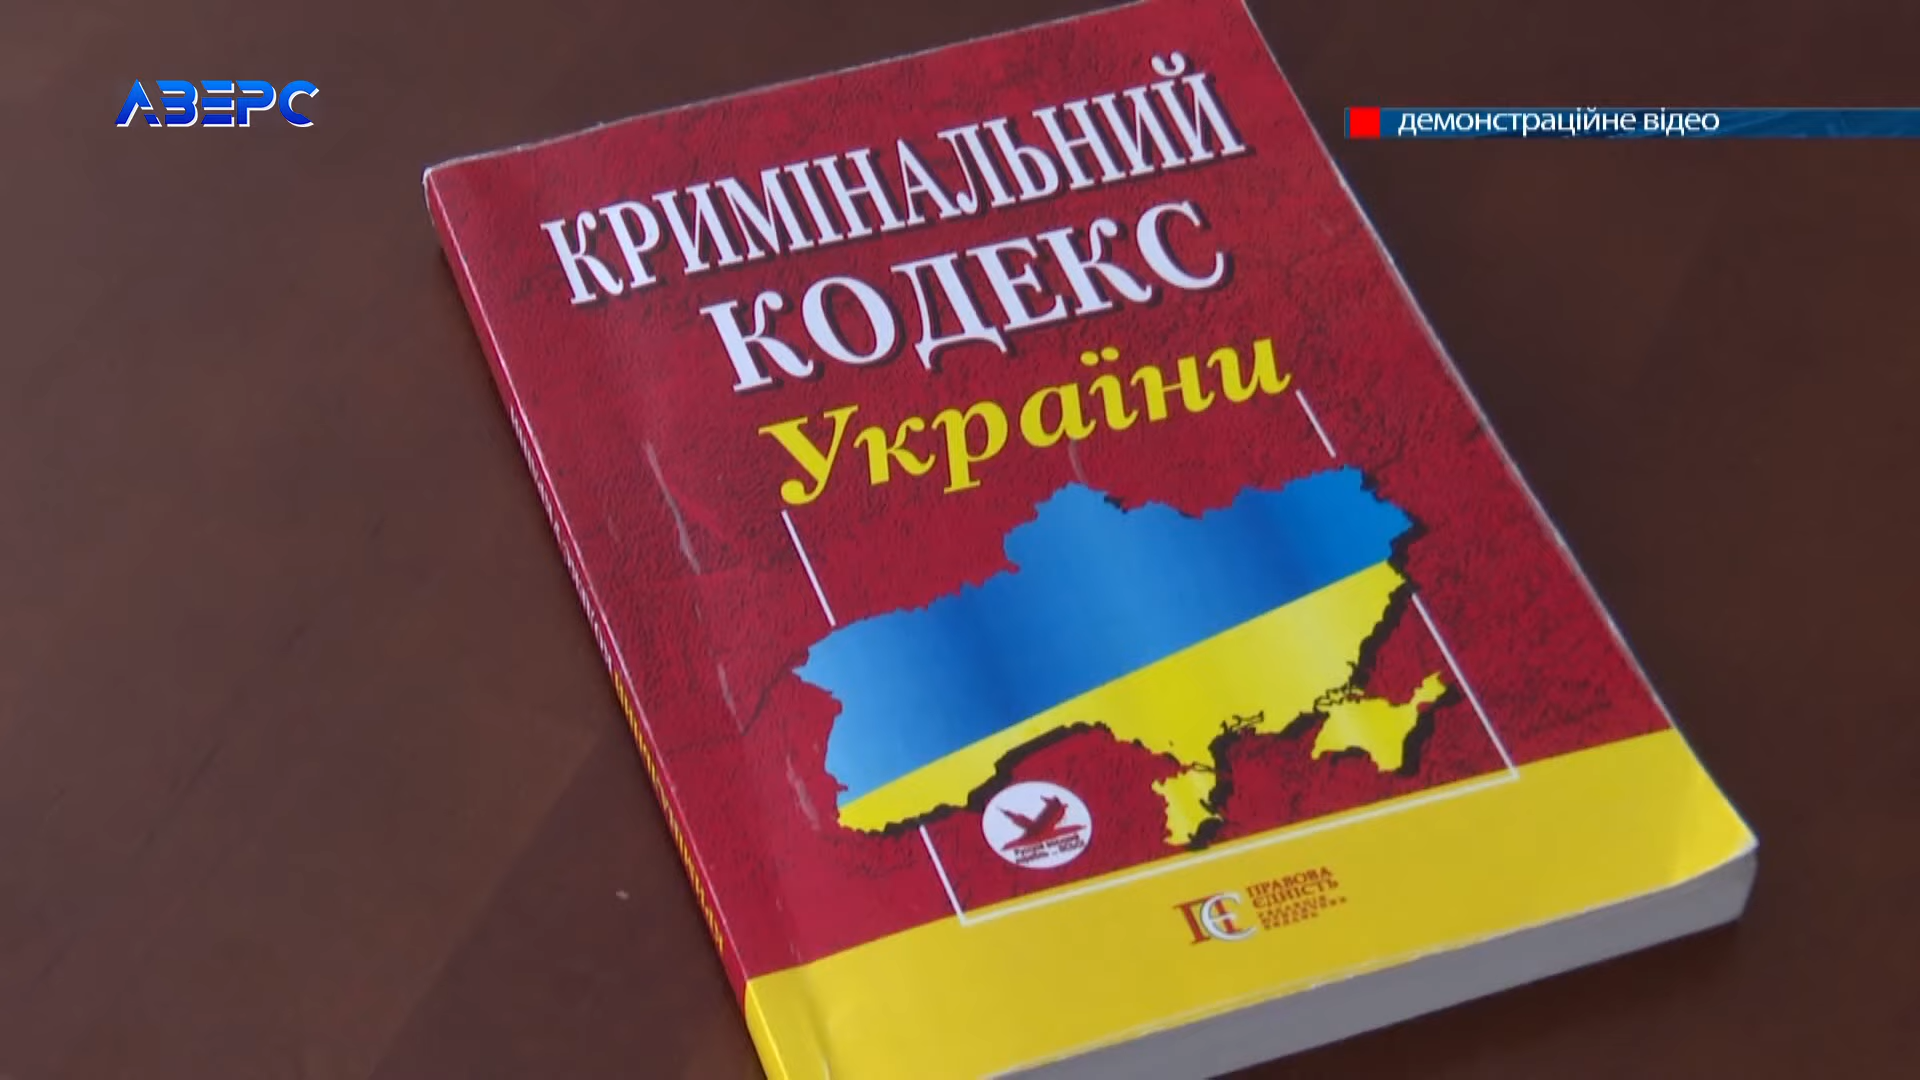 АВЕРС
демонстраційне відео
КРИМІНАЛЬНИЙ
КОДЕКС
України
ПРАВОВА
ЄДНІСТЬ